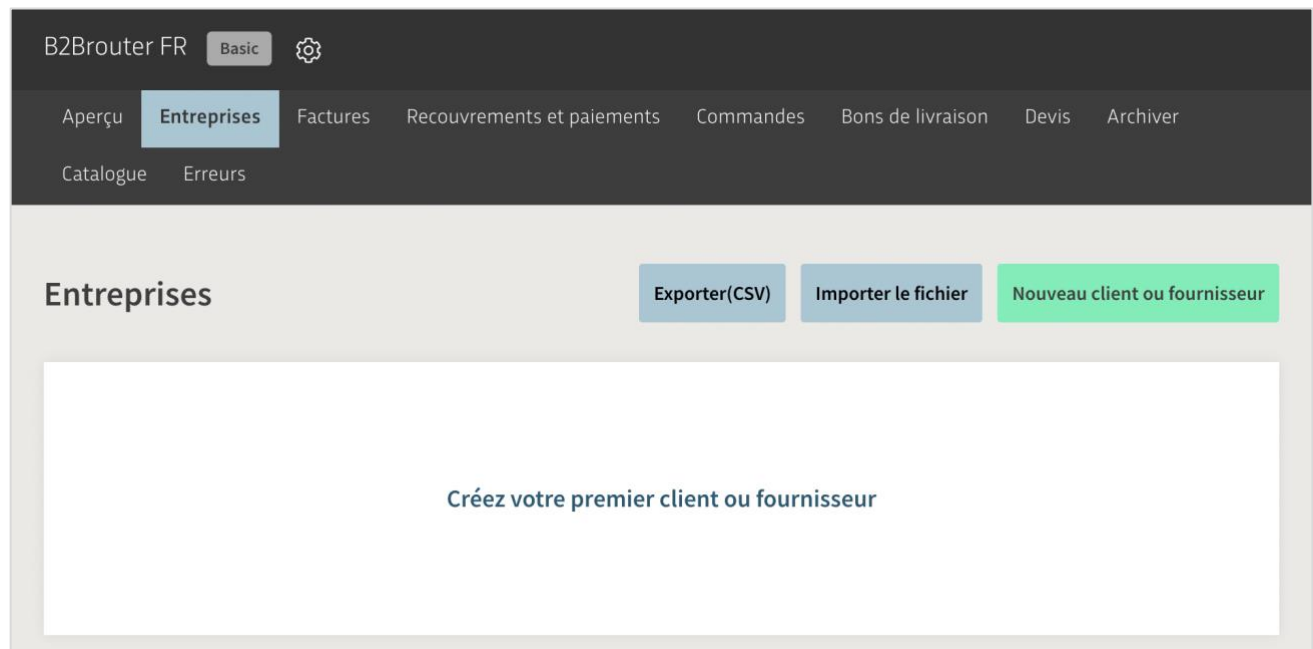 B2Brouter FR Basic
Aperçu Entreprises Factures Recouvrements et paiements Commandes Bons de livraison Devis Archiver
Catalogue Erreurs
Entreprises Exporter(CSV) Importer le fichier Nouveau client ou fournisseur
Créez votre premier client ou fournisseur